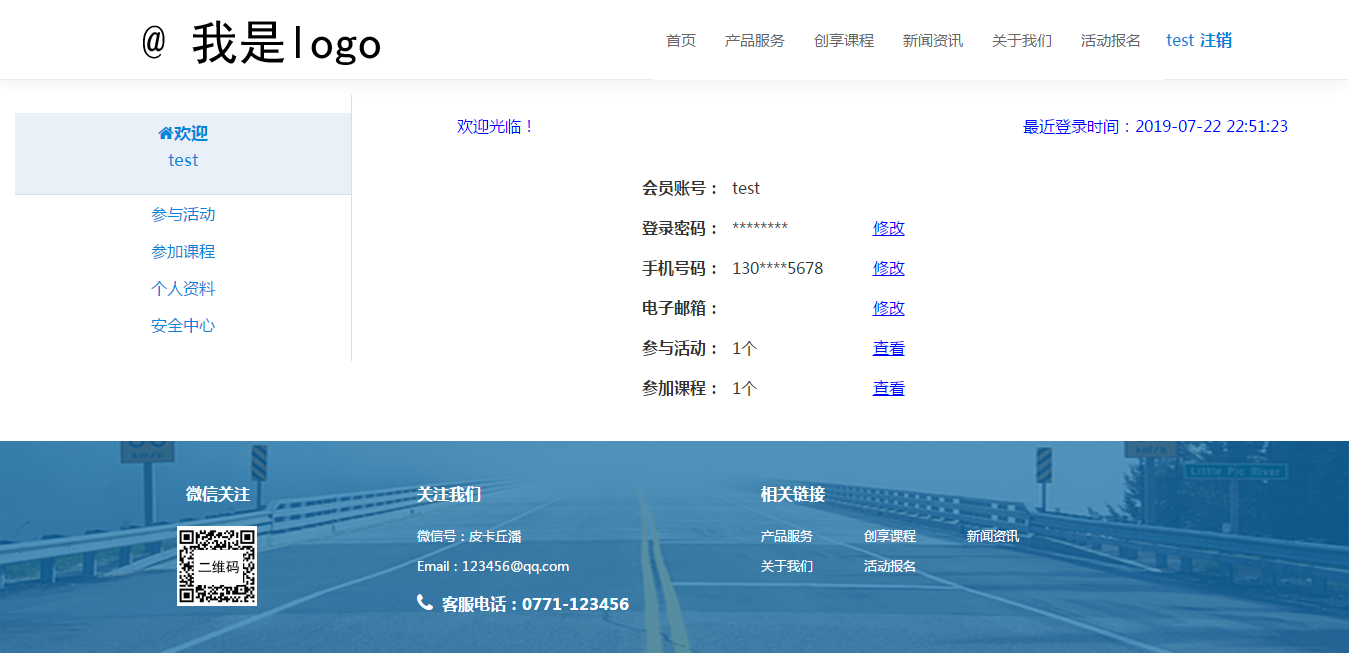 @ 我是logo
首页 产品服务 创享课程 新闻资讯 关于我们 活动报名 test 注销
欢迎
test
参与活动
参加课程
个人资料
安全中心
欢迎光临！ 最近登录时间：2019-07-22 22:51:23
会员账号： test
登录密码： ******** 修改
手机号码： 130****5678 修改
电子邮箱： 修改
参与活动： 1个 查看
参加课程： 1个 查看
微信关注
二维码
关注我们
微信号：皮卡丘潘
Email：123456@qq.com
客服电话：0771-123456
相关链接
产品服务 创享课程 新闻资讯
关于我们 活动报名
km/h
km/h
Little Pic River